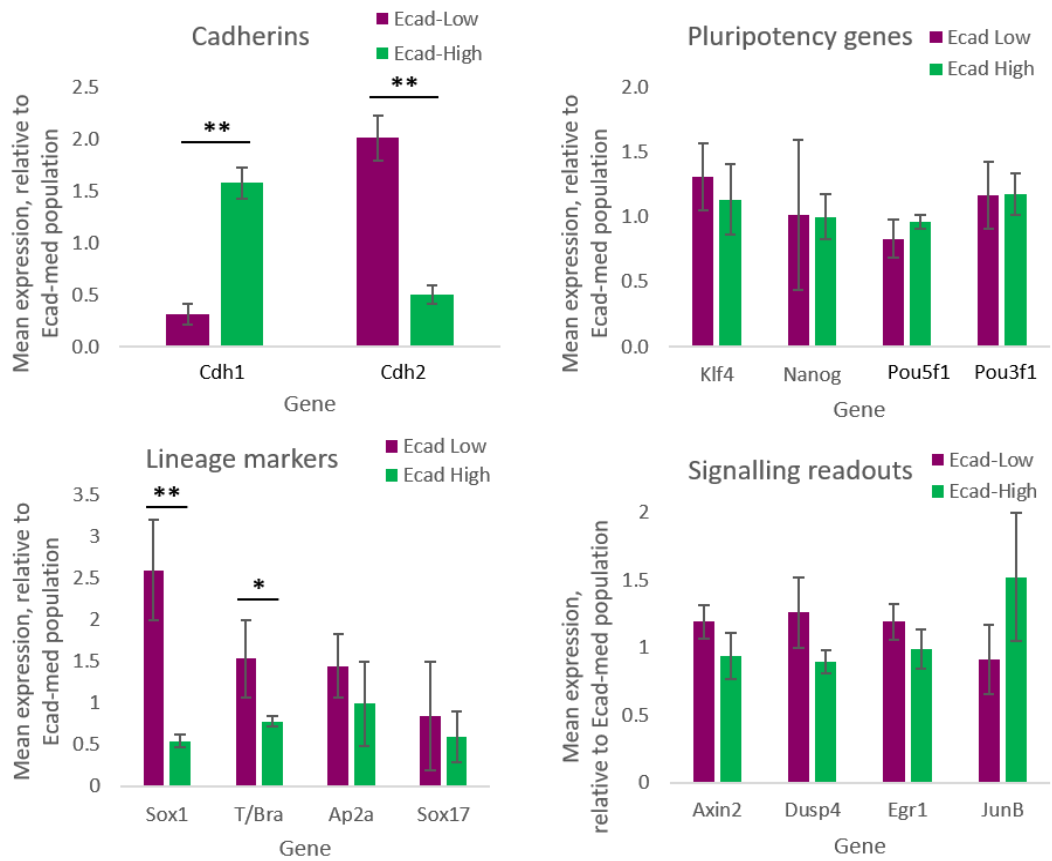 Cadherins
Ecad-Low
Ecad-High
Mean expression, relative to
Ecad-med population
2.5
2.0
1.5
1.0
0.5
0.0
**
**
Cdh1 Cdh2
Gene
Pluripotency genes
Ecad Low
Ecad High
Mean expression, relative to
Ecad-med population
2.0
1.5
1.0
0.5
0.0
Klf4 Nanog Pou5f1 Pou3f1
Gene
Lineage markers
Ecad Low
Ecad High
Mean expression, relative to
Ecad-med population
3.5
3
2.5
2
1.5
1
0.5
0
**
*
Sox1 T/Bra Ap2a Sox17
Gene
Signalling readouts
Ecad-Low
Ecad-High
Mean expression,
relative to Ecad-med population
2
1.5
1
0.5
0
Axin2 Dusp4 Egr1 JunB
Gene